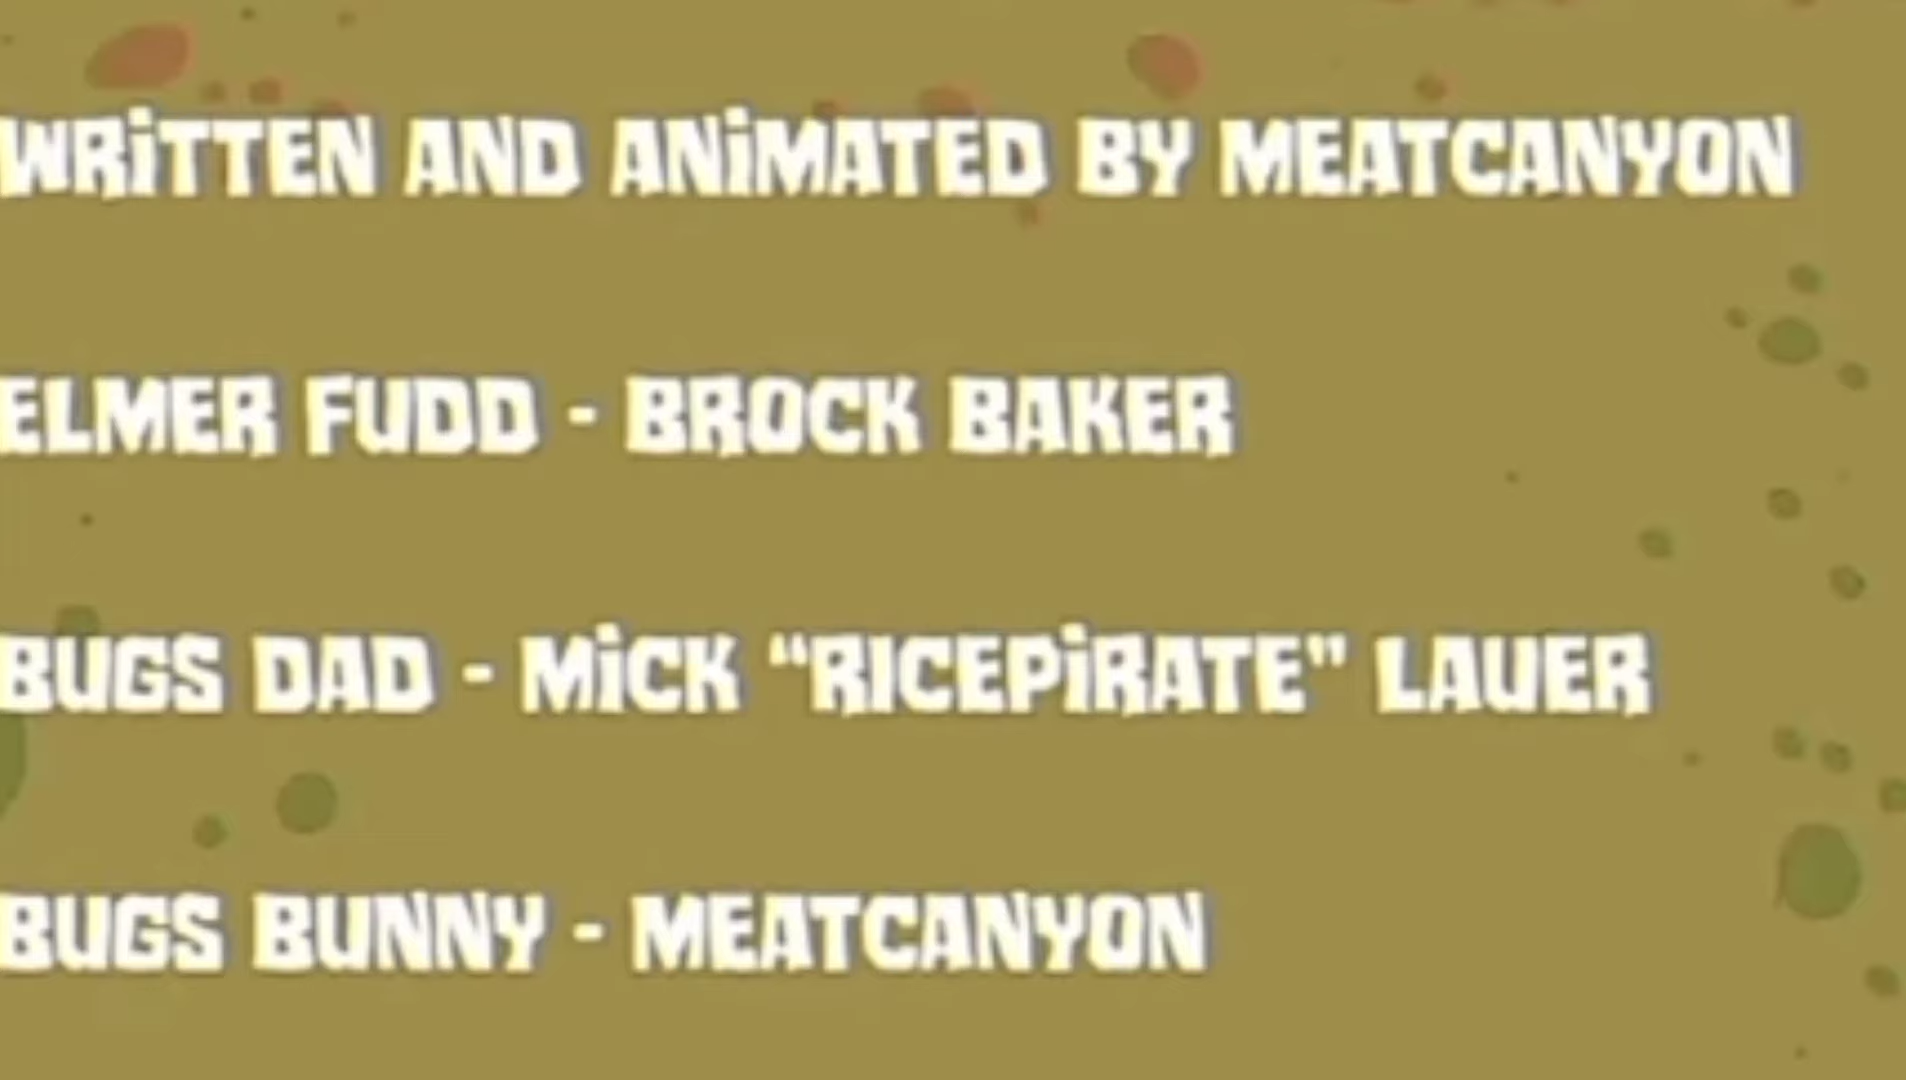 WRiTTEN AND ANiMATED BY MEATCANYON
ELMER FUDD - BROCK BAKER
BUGS DAD - MiCK “RICEPiRATE” LAUER
BUGS BUNNY - MEATCANYON